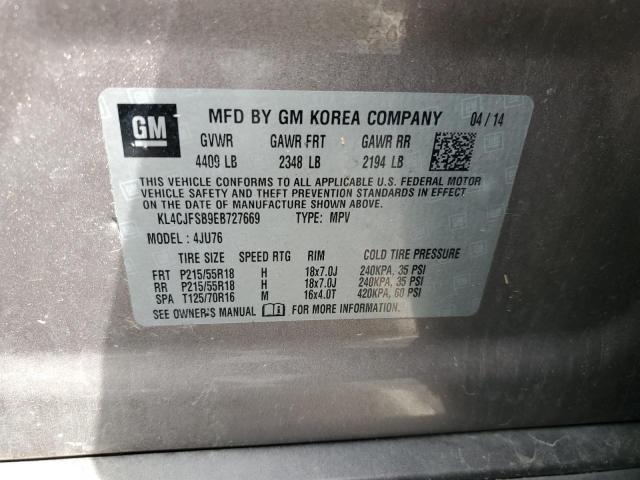 GM
MFD BY GM KOREA COMPANY 04 / 14
GVWR GAWR FRT GAWR RR
4409 LB 2348 LB 2194 LB
THIS VEHICLE CONFORMS TO ALL APPLICABLE U.S. FEDERAL MOTOR
VEHICLE SAFETY AND THEFT PREVENTION STANDARDS IN EFFECT
ON THE DATE OF MANUFACTURE SHOWN ABOVE.
KL4CJFSB9EB727669 TYPE: MPV
MODEL : 4JU76
TIRE SIZE SPEED RTG RIM COLD TIRE PRESSURE
FRT P215/55R18 H 18x7.0J 240KPA, 35 PSI
RR P215/55R18 H 18x7.0J 240KPA, 35 PSI
SPA T125/70R16 M 16x4.0T 420KPA, 60 PSI
SEE OWNER'S MANUAL FOR MORE INFORMATION.